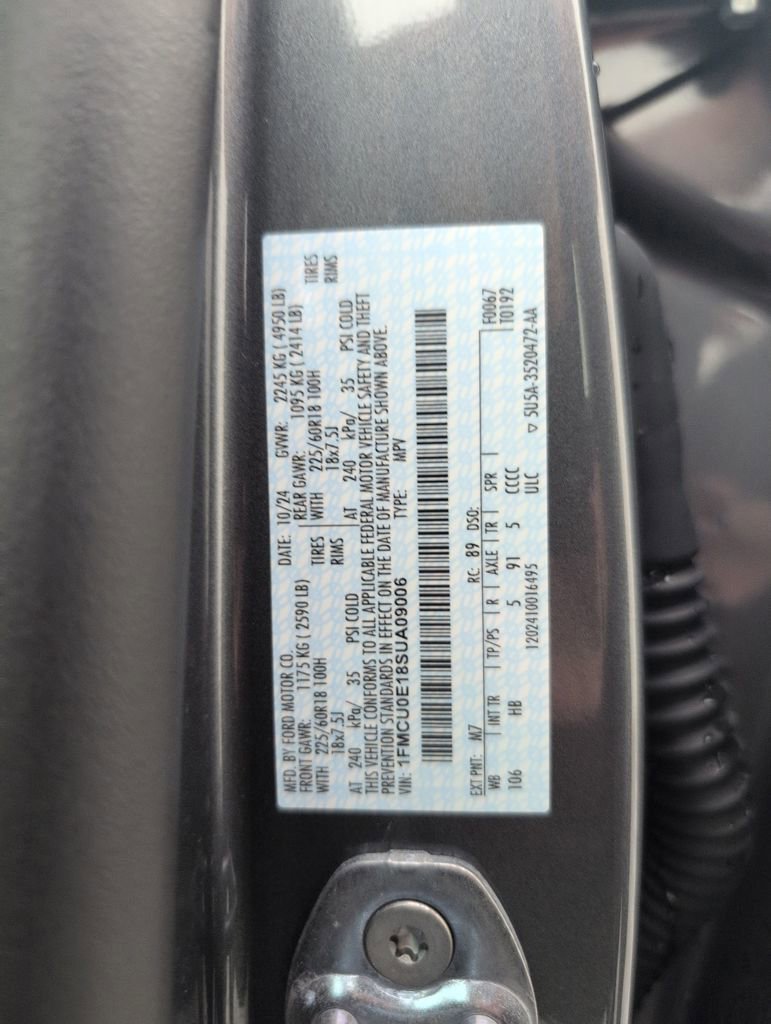 MFD. BY FORD MOTOR CO.
DATE: 10/24
GVWR: 2245 KG ( 4950 LB)
FRONT GAWR: 1175 KG ( 2590 LB)
REAR GAWR: 1095 KG ( 2414 LB)
WITH 225/60R18 100H TIRES
WITH 225/60R18 100H TIRES
18x7.5J RIMS
18x7.5J RIMS
AT 240 kPa/ 35 PSI COLD
AT 240 kPa/ 35 PSI COLD
THIS VEHICLE CONFORMS TO ALL APPLICABLE FEDERAL MOTOR VEHICLE SAFETY AND THEFT
PREVENTION STANDARDS IN EFFECT ON THE DATE OF MANUFACTURE SHOWN ABOVE.
VIN: 1FMCU0E18SUA09006
TYPE: MPV
EXT PNT: M7 RC: 89 DSO: F0067
WB INT TR TP/PS R AXLE TR SPR T0192
106 HB 5 91 5 CCCC
1202410016495 ULC
▽ 5U5A-3520472-AA